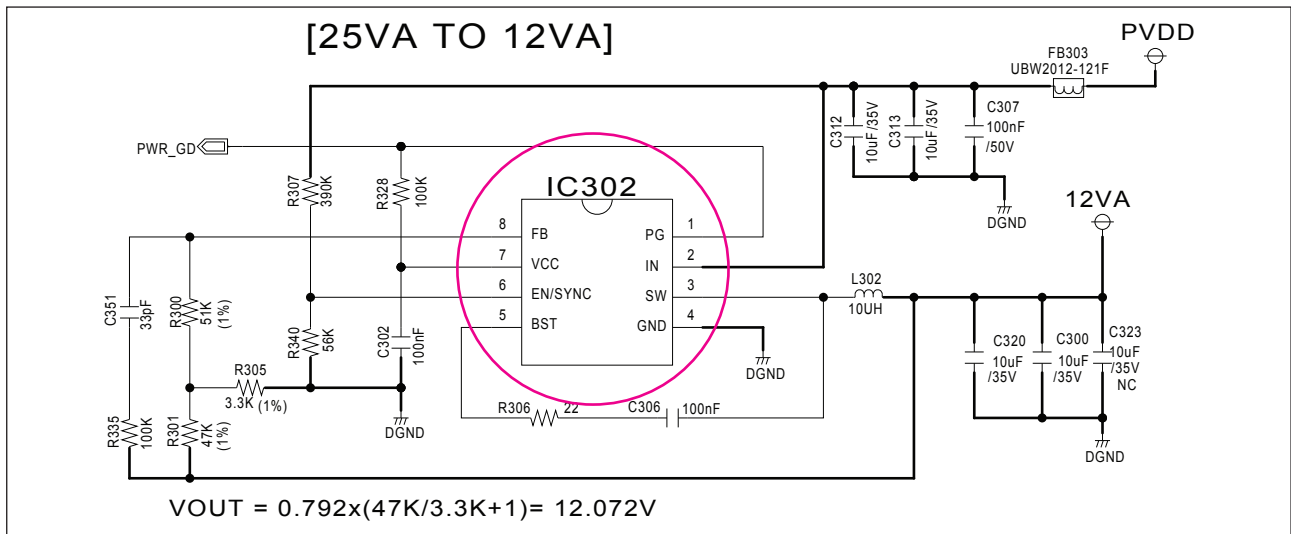 [25VA TO 12VA]
PVDD
FB303
UBW2012-121F
C312
10uF/35V
C313
10uF/35V
C307
100nF
/50V
DGND
PWR_GD
R307
390K
R328
100K
IC302
8
FB
PG
1
7
VCC
IN
2
6
EN/SYNC
SW
3
5
BST
GND
4
DGND
12VA
L302
10UH
C351
33pF
R300
51K
(1%)
R340
56K
C302
100nF
R305
3.3K
(1%)
R335
100K
R301
47K
(1%)
DGND
R306
22
C306
100nF
C320
10uF
/35V
C300
10uF
/35V
C323
10uF
/35V
NC
DGND
VOUT = 0.792x(47K/3.3K+1)= 12.072V